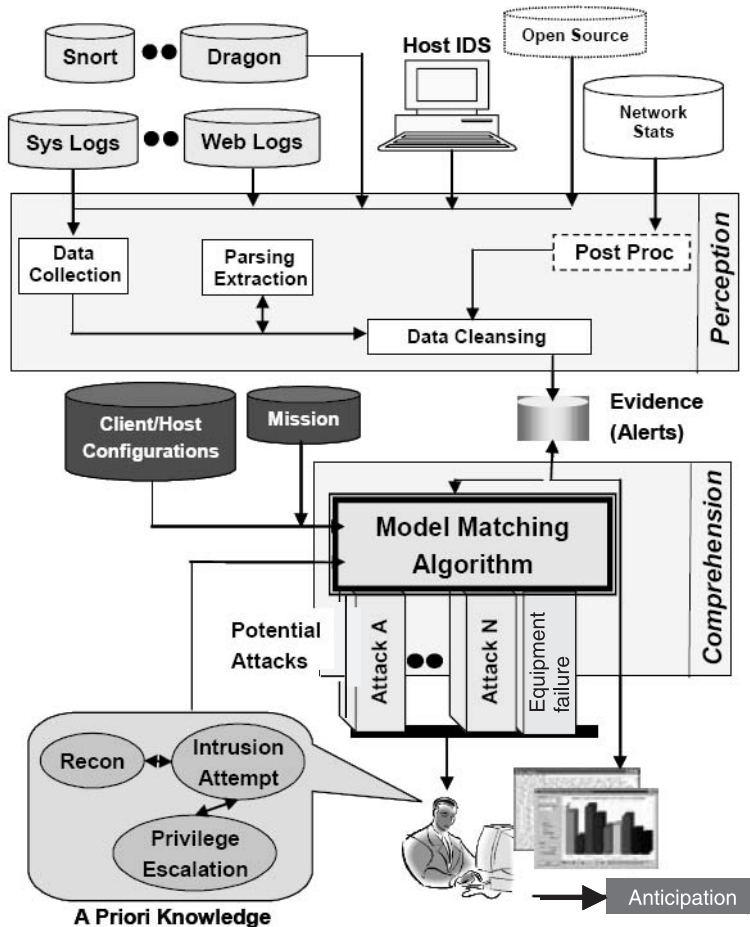 Snort
Dragon
Host IDS
Open Source
Network
Stats
Sys Logs
Web Logs
Perception
Data
Collection
Parsing
Extraction
Post Proc
Data Cleansing
Client/Host
Configurations
Mission
Evidence
(Alerts)
Comprehension
Model Matching
Algorithm
Potential
Attacks
Attack A
Attack N
Equipment
failure
Recon
Intrusion
Attempt
Privilege
Escalation
A Priori Knowledge
Anticipation